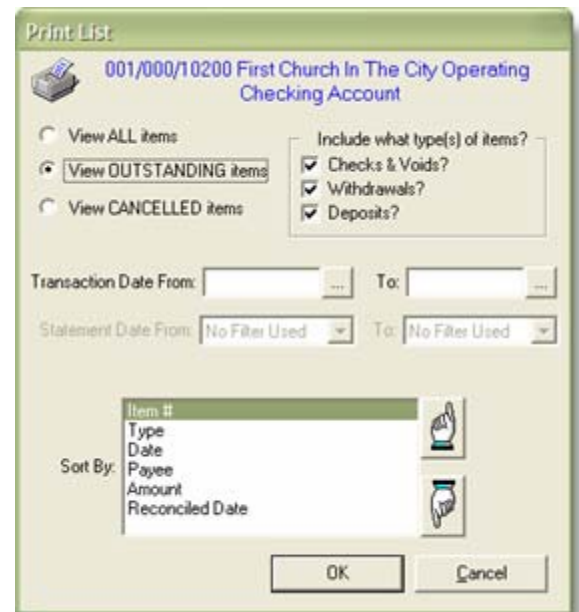 Print List
001/000/10200 First Church In The City Operating
Checking Account
View ALL items
View OUTSTANDING items
View CANCELLED items
Include what type(s) of items?
Checks & Voids?
Withdrawals?
Deposits?
Transaction Date From: ... To: ...
Statement Date From: No Filter Used To: No Filter Used
Sort By:
Item #
Type
Date
Payee
Amount
Reconciled Date
OK Cancel